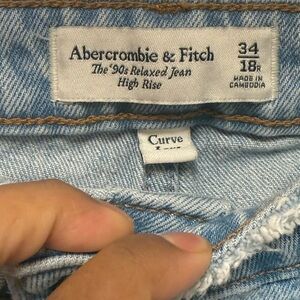 Abercrombie & Fitch
The '90s Relaxed Jean
High Rise
34
18R
MADE IN
CAMBODIA
Curve